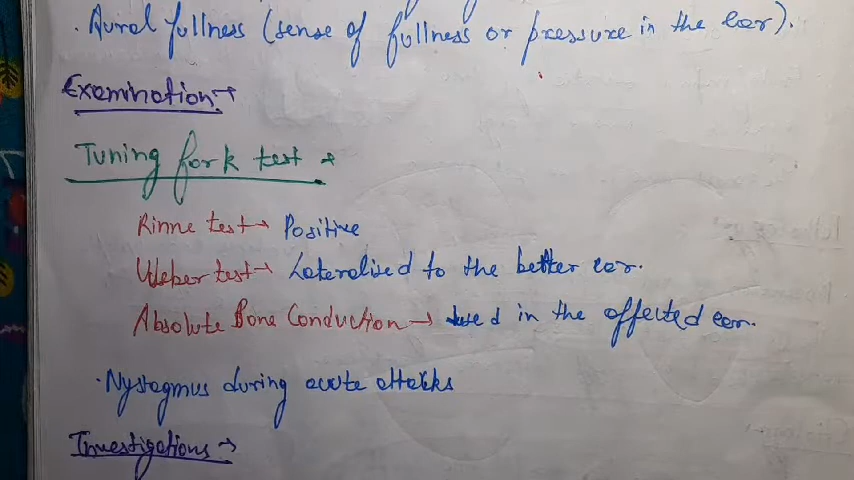 . Aural fullness (sense of fullness or pressure in the ear).
Examination →
Tuning fork test →
Rinne test → Positive
Weber test → Lateralised to the better ear.
Absolute Bone Conduction → in the affected ear.
. Nystagmus during acute attacks
Investigations →